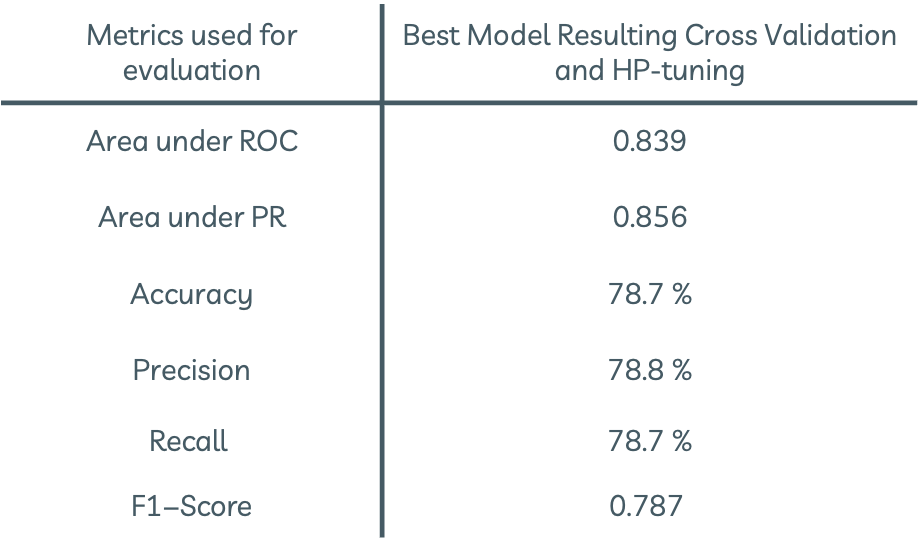 Metrics used for
evaluation
Best Model Resulting Cross Validation
and HP-tuning
Area under ROC
0.839
Area under PR
0.856
Accuracy
78.7 %
Precision
78.8 %
Recall
78.7 %
F1–Score
0.787